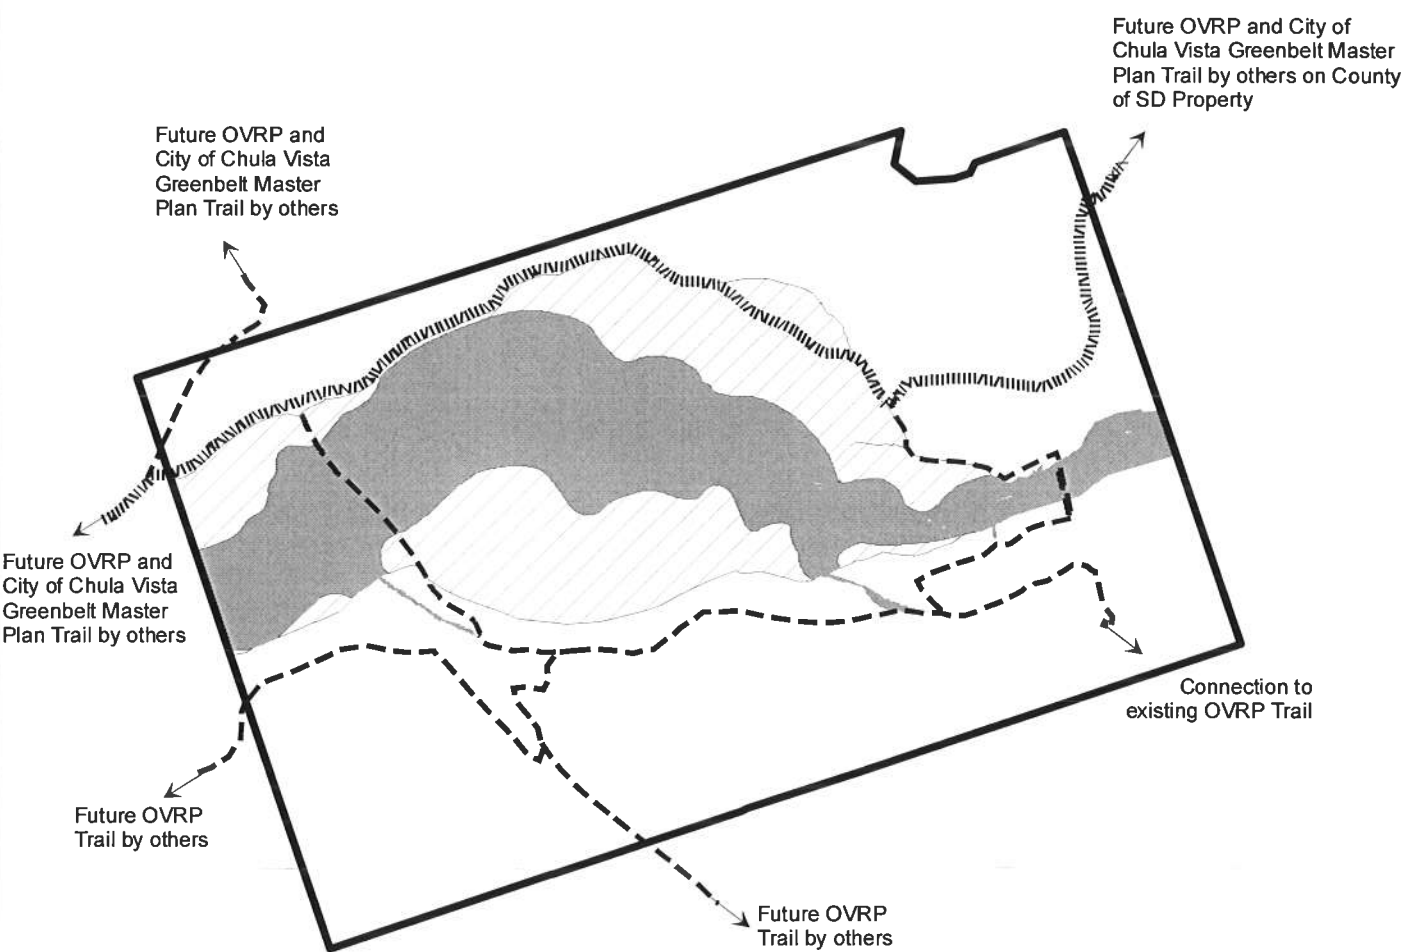 Future OVRP and City of
Chula Vista Greenbelt Master
Plan Trail by others on County
of SD Property
Future OVRP and
City of Chula Vista
Greenbelt Master
Plan Trail by others
Future OVRP and
City of Chula Vista
Greenbelt Master
Plan Trail by others
Connection to
existing OVRP Trail
Future OVRP
Trail by others
Future OVRP
Trail by others